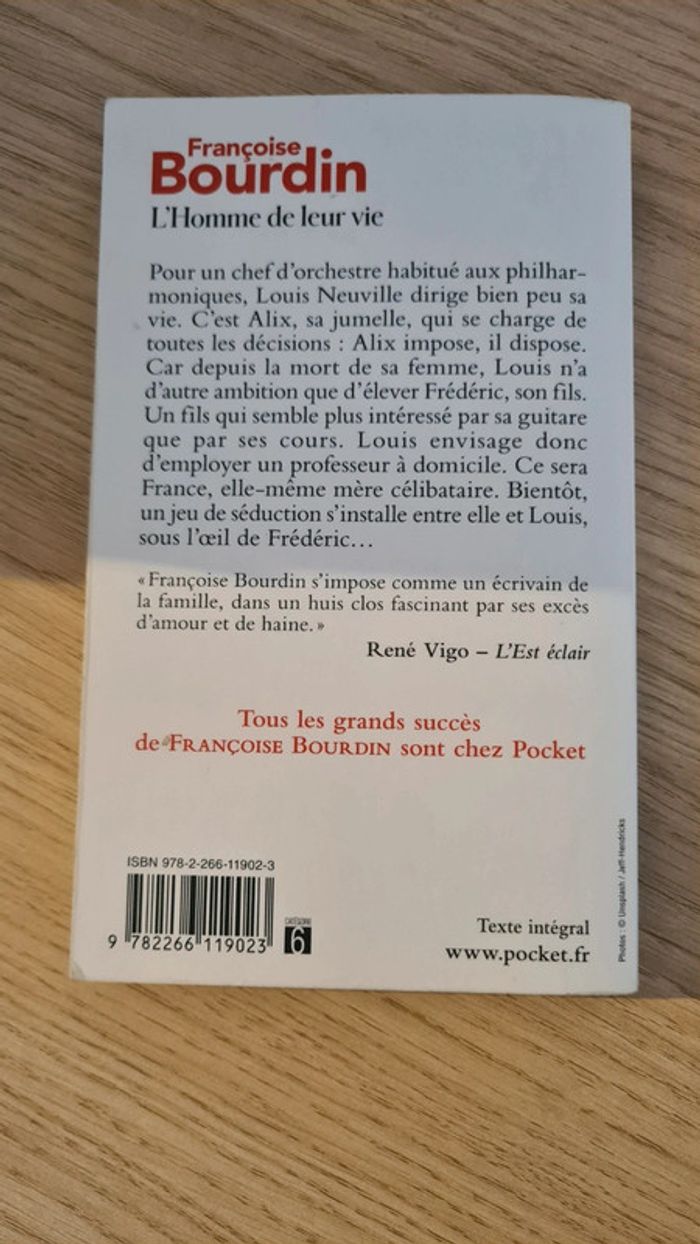 Françoise
Bourdin
L'Homme de leur vie
Pour un chef d'orchestre habitué aux philhar-
moniques, Louis Neuville dirige bien peu sa
vie. C'est Alix, sa jumelle, qui se charge de
toutes les décisions : Alix impose, il dispose.
Car depuis la mort de sa femme, Louis n'a
d'autre ambition que d'élever Frédéric, son fils.
Un fils qui semble plus intéressé par sa guitare
que par ses cours. Louis envisage donc
d'employer un professeur à domicile. Ce sera
France, elle-même mère célibataire. Bientôt,
un jeu de séduction s'installe entre elle et Louis,
sous l'œil de Frédéric…
« Françoise Bourdin s'impose comme un écrivain de
la famille, dans un huis clos fascinant par ses excès
d'amour et de haine. »
René Vigo – L'Est éclair
Tous les grands succès
de FRANÇOISE BOURDIN sont chez Pocket
ISBN 978-2-266-11902-3
9 782266 119023
CATÉGORIE
6
Texte intégral
www.pocket.fr
Photos : © Unsplash / Jeff-Hendricks